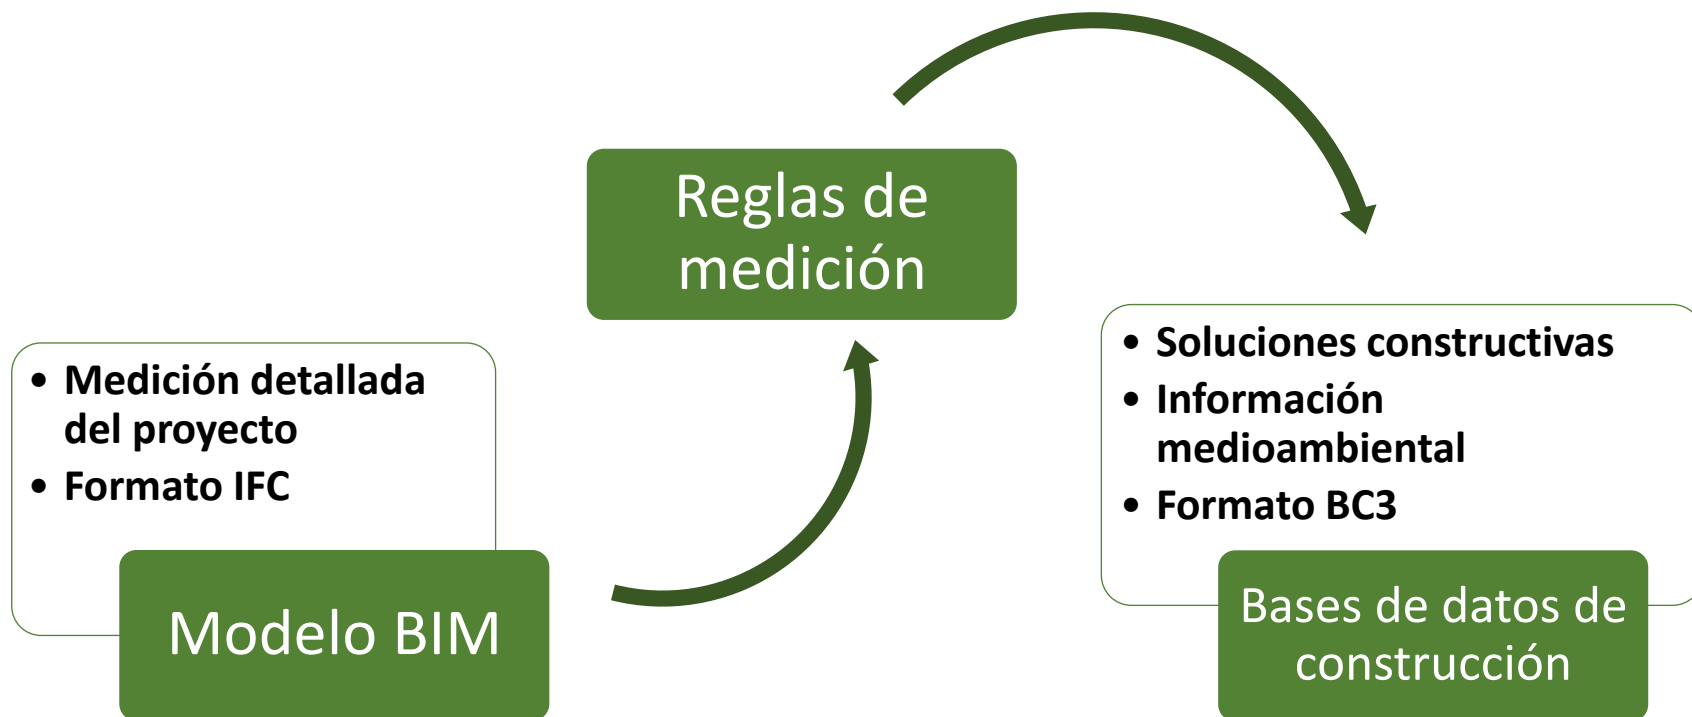 Reglas de
medición
• Medición detallada
del proyecto
• Formato IFC
Modelo BIM
• Soluciones constructivas
• Información
medioambiental
• Formato BC3
Bases de datos de
construcción